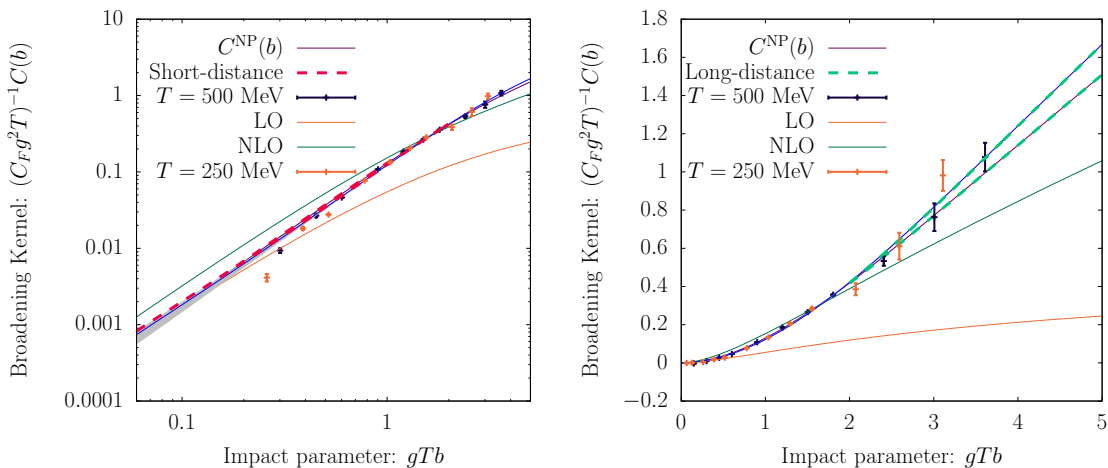 Broadening Kernel: $(C_F g^2 T)^{-1} C(b)$
10
1
0.1
0.01
0.001
0.0001
$C^{\mathrm{NP}}(b)$
Short-distance
$T = 500$ MeV
LO
NLO
$T = 250$ MeV
0.1
1
Impact parameter: $gTb$
Broadening Kernel: $(C_F g^2 T)^{-1} C(b)$
1.8
1.6
1.4
1.2
1
0.8
0.6
0.4
0.2
0
−0.2
$C^{\mathrm{NP}}(b)$
Long-distance
$T = 500$ MeV
LO
NLO
$T = 250$ MeV
0
1
2
3
4
5
Impact parameter: $gTb$